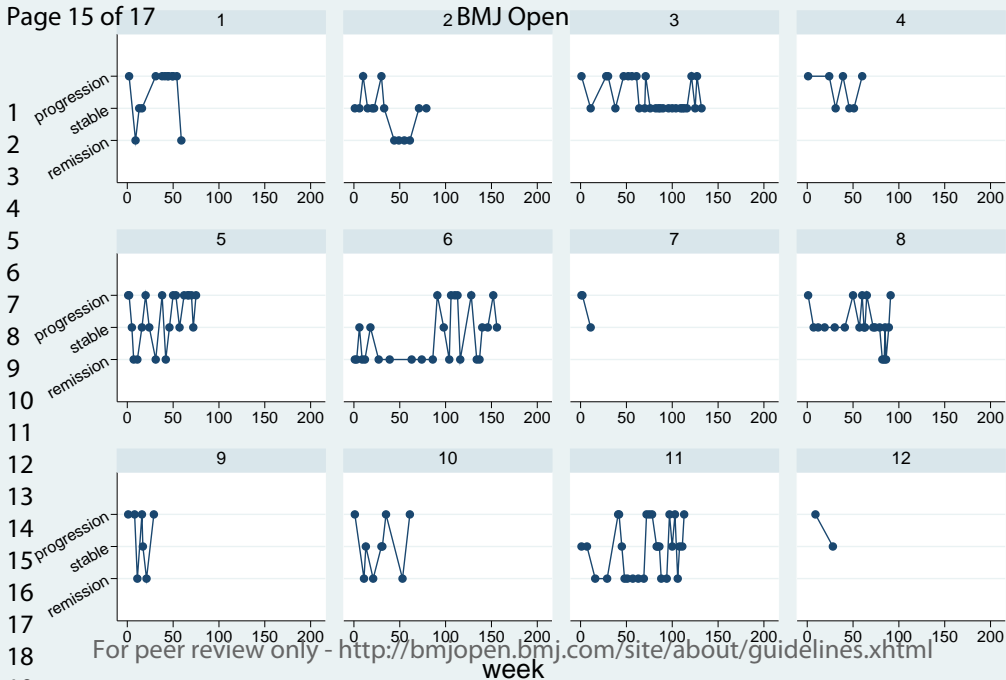 Page 15 of 17 BMJ Open
1 2 3 4
progression
stable
remission
0 50 100 150 200 0 50 100 150 200 0 50 100 150 200 0 50 100 150 200
5 6 7 8
progression
stable
remission
0 50 100 150 200 0 50 100 150 200 0 50 100 150 200 0 50 100 150 200
9 10 11 12
progression
stable
remission
0 50 100 150 200 0 50 100 150 200 0 50 100 150 200 0 50 100 150 200
week
1
2
3
4
5
6
7
8
9
10
11
12
13
14
15
16
17
18
For peer review only - http://bmjopen.bmj.com/site/about/guidelines.xhtml